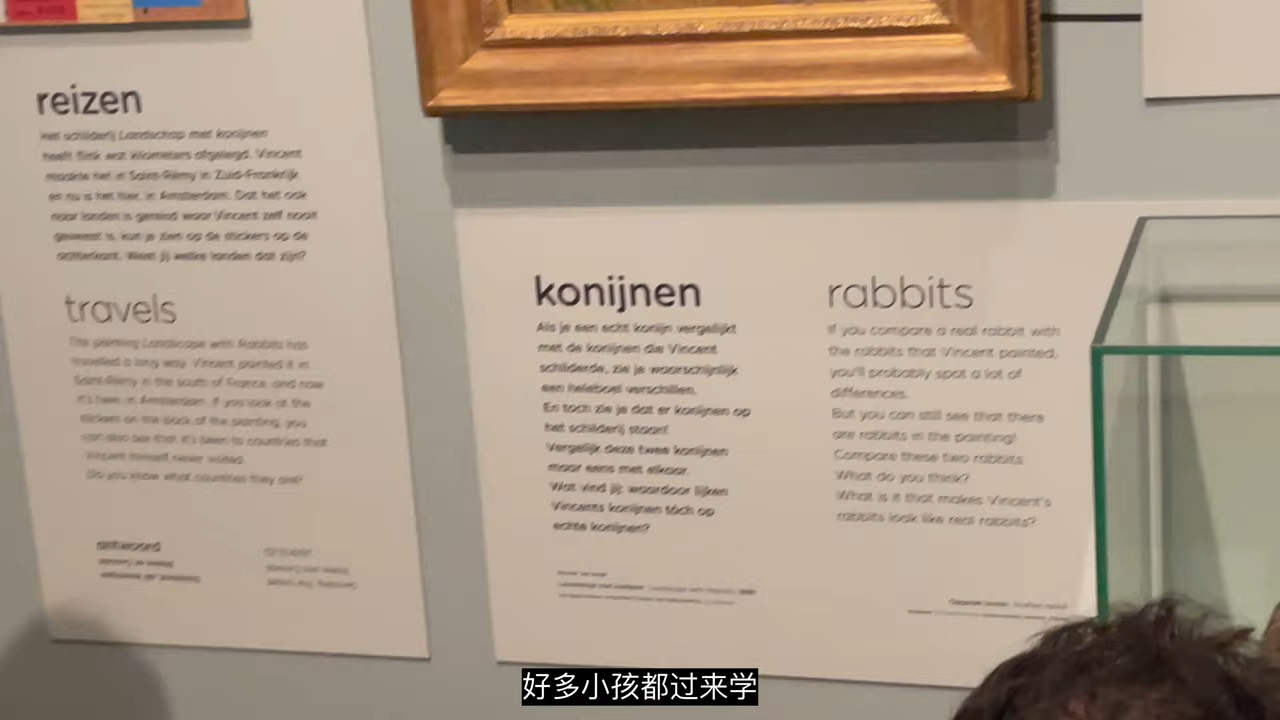 reizen
Het schilderij Landschap met konijnen
heeft flink wat kilometers afgelegd. Vincent
maakte het in Saint-Rémy in Zuid-Frankrijk
en nu is het hier, in Amsterdam. Dat het ook
naar landen is gereisd waar Vincent zelf nooit
geweest is, kun je zien op de stickers op de
achterkant. Weet jij welke landen dat zijn?
travels
The painting Landscape with Rabbits has
travelled a long way. Vincent painted it in
Saint-Rémy in the south of France, and now
it's here, in Amsterdam. If you look at the
stickers on the back of the painting, you
can also see that it's been to countries that
Vincent himself never visited.
Do you know what countries they are?
antwoord
konijnen
Als je een echt konijn vergelijkt
met de konijnen die Vincent
schilderde, zie je waarschijnlijk
een heleboel verschillen.
En toch zie je dat er konijnen op
het schilderij staan!
Vergelijk deze twee konijnen
maar eens met elkaar.
Wat vind jij: waardoor lijken
Vincents konijnen tóch op
echte konijnen?
rabbits
If you compare a real rabbit with
the rabbits that Vincent painted,
you'll probably spot a lot of
differences.
But you can still see that there
are rabbits in the painting!
Compare these two rabbits.
What do you think?
What is it that makes Vincent's
rabbits look like real rabbits?
好多小孩都过来学